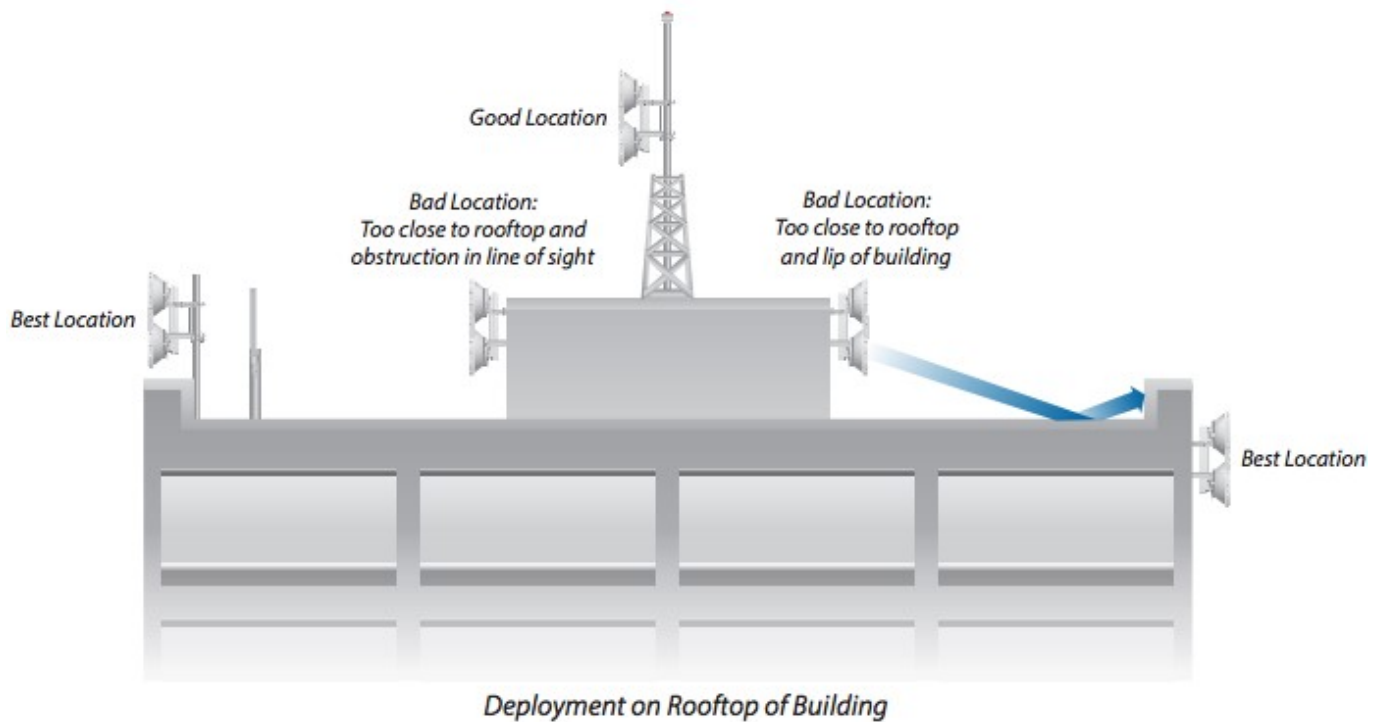 Good Location
Bad Location:
Too close to rooftop and
obstruction in line of sight
Bad Location:
Too close to rooftop
and lip of building
Best Location
Best Location
Deployment on Rooftop of Building